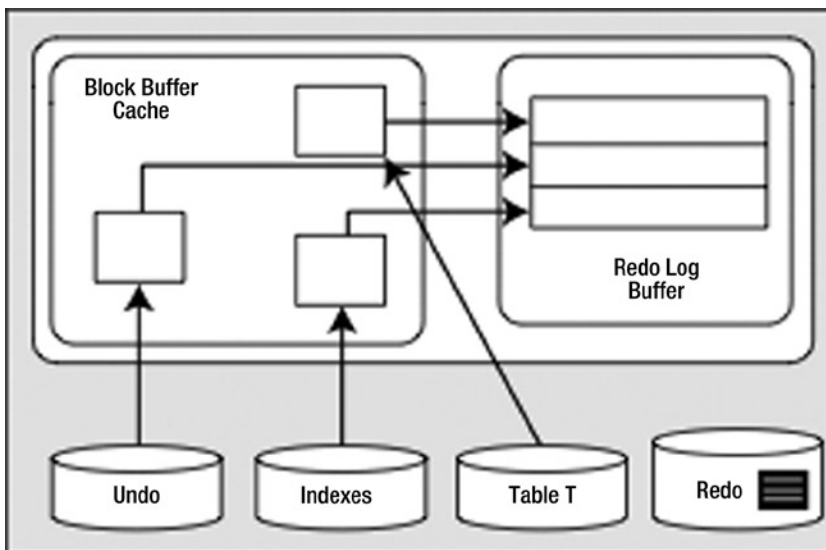 Block Buffer
Cache
Redo Log
Buffer
Undo
Indexes
Table T
Redo